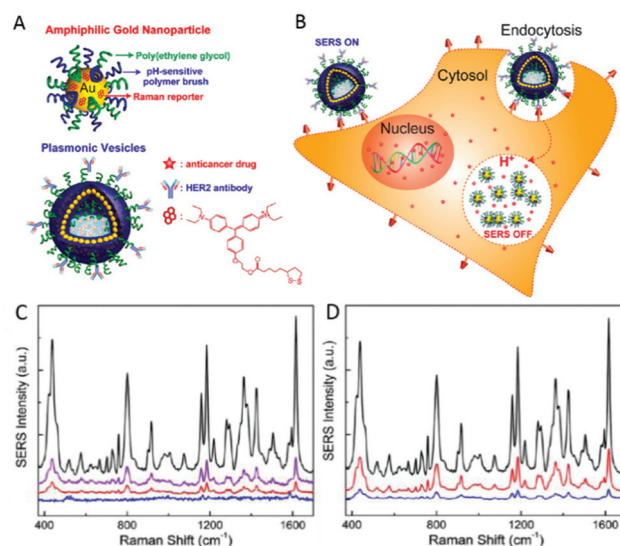 A
Amphiphilic Gold Nanoparticle
Poly(ethylene glycol)
pH-sensitive
polymer brush
Au
Raman reporter
Plasmonic Vesicles
: anticancer drug
: HER2 antibody
:
N
N
O
O
O
S
S
B
SERS ON
Endocytosis
Cytosol
Nucleus
H+
SERS OFF
C
SERS Intensity (a.u.)
400
800
1200
1600
Raman Shift (cm-1)
D
SERS Intensity (a.u.)
400
800
1200
1600
Raman Shift (cm-1)